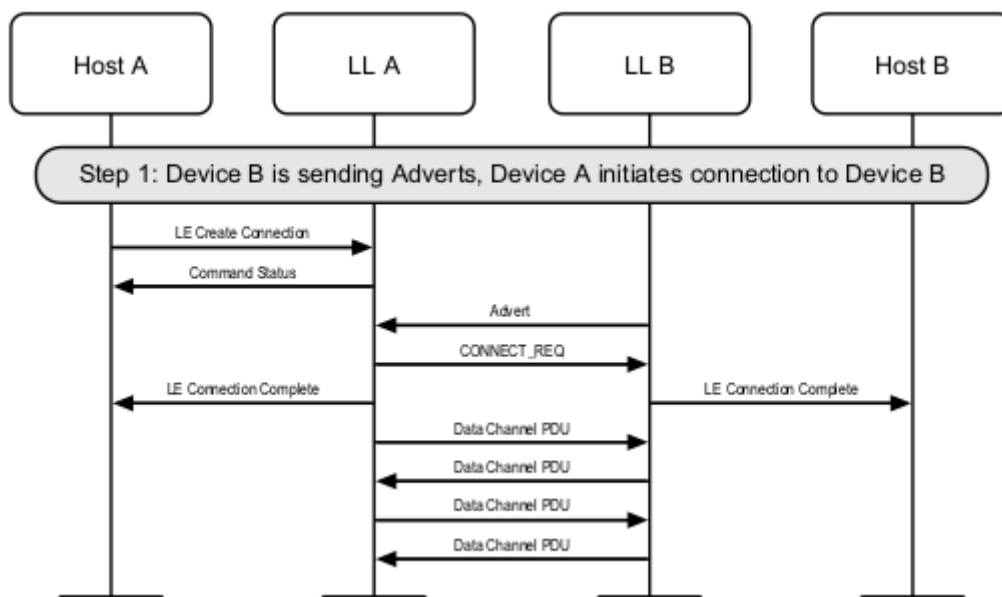 Host A
LL A
LL B
Host B
Step 1: Device B is sending Adverts, Device A initiates connection to Device B
LE Create Connection
Command Status
Advert
CONNECT_REQ
LE Connection Complete
LE Connection Complete
Data Channel PDU
Data Channel PDU
Data Channel PDU
Data Channel PDU